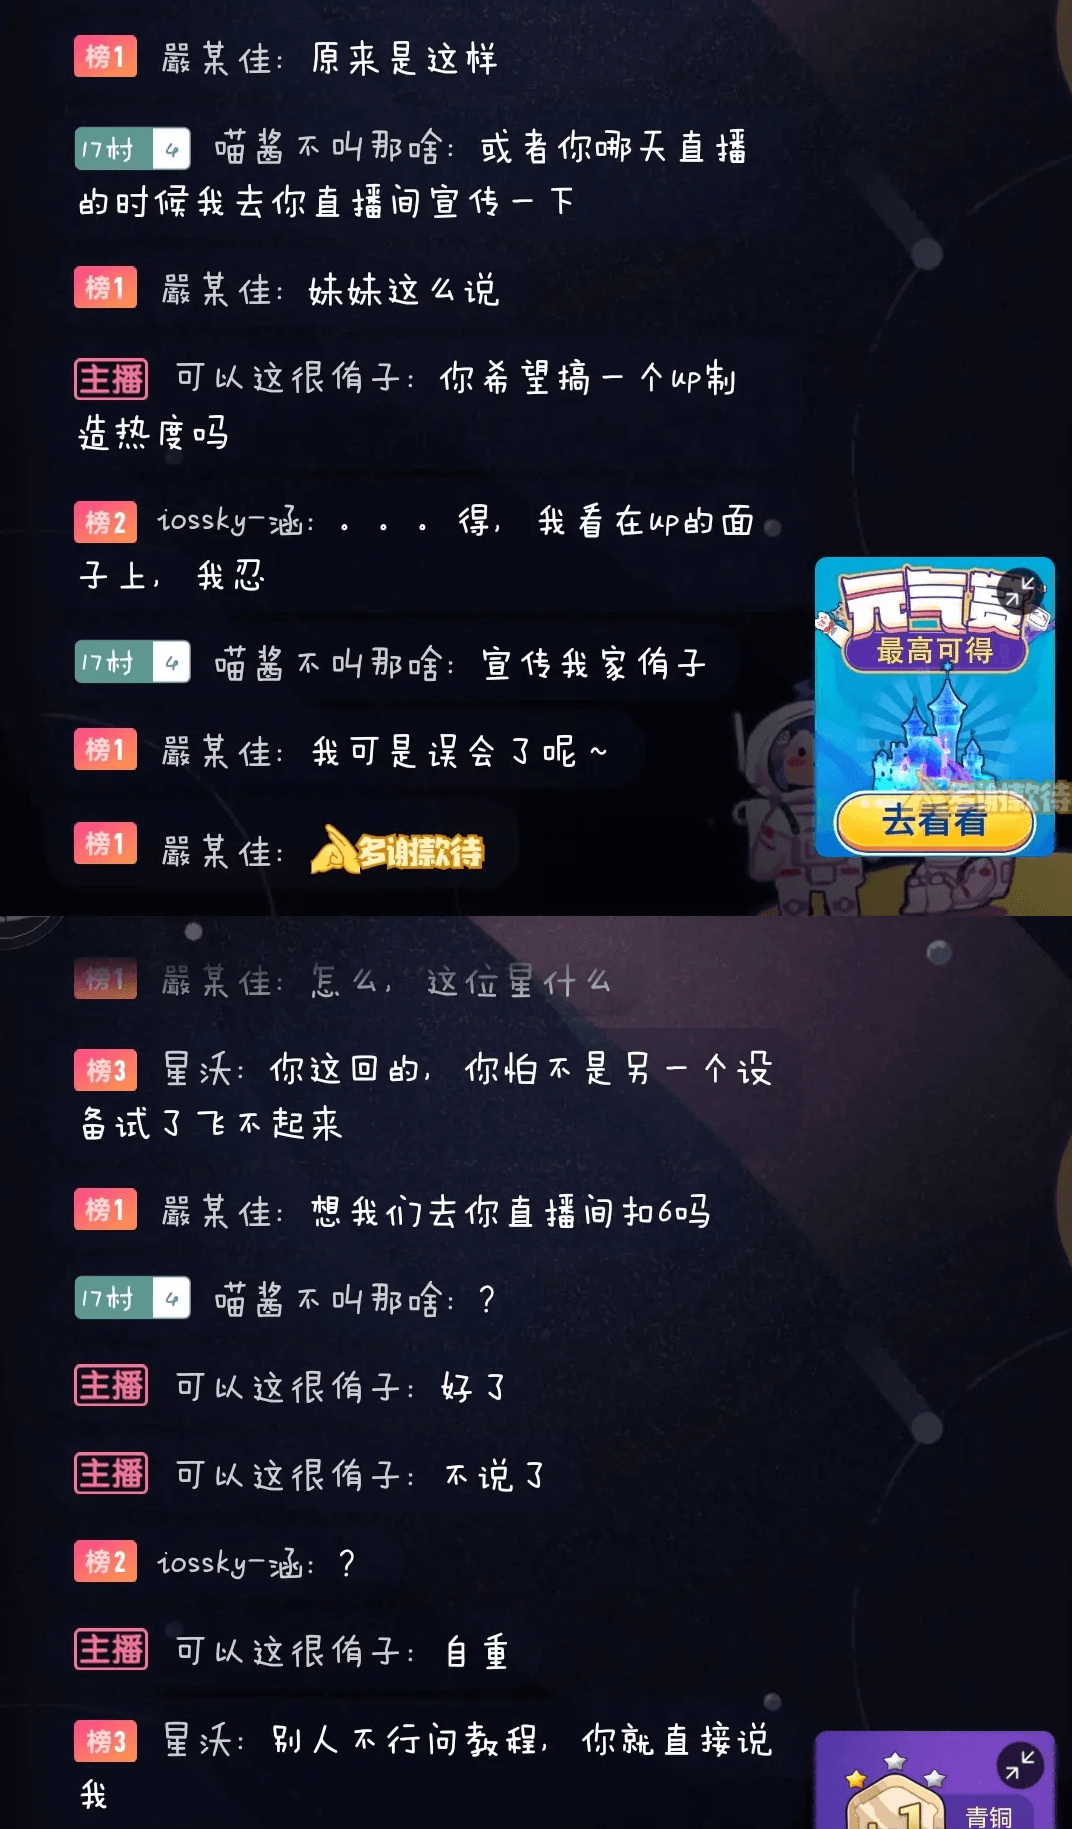 榜1 嚴某佳：原来是这样
17村 4 喵酱不叫那啥：或者你哪天直播
的时候我去你直播间宣传一下
榜1 嚴某佳：妹妹这么说
主播 可以这很侑子：你希望搞一个up制
造热度吗
榜2 iossky-涵：。。。得，我看在up的面
子上，我忍
17村 4 喵酱不叫那啥：宣传我家侑子
榜1 嚴某佳：我可是误会了呢~
榜1 嚴某佳：多谢款待
元气赏
最高可得
多谢款待
去看看
榜1 嚴某佳：怎么，这位星什么
榜3 星沃：你这回的，你怕不是另一个设
备试了飞不起来
榜1 嚴某佳：想我们去你直播间扣6吗
17村 4 喵酱不叫那啥：？
主播 可以这很侑子：好了
主播 可以这很侑子：不说了
榜2 iossky-涵：？
主播 可以这很侑子：自重
榜3 星沃：别人不行问教程，你就直接说
我
1
青铜